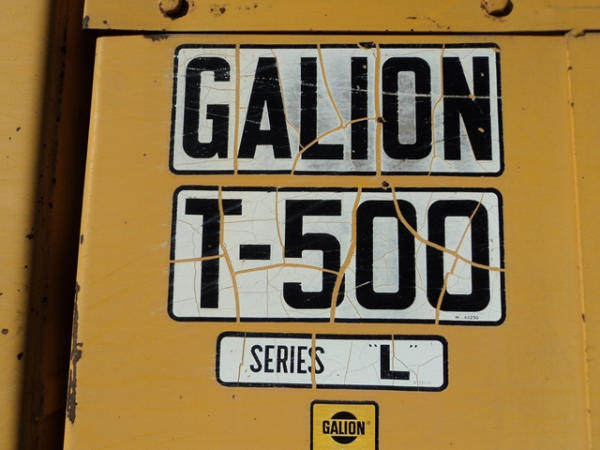 GALION
T-500
SERIES "L"
GALION